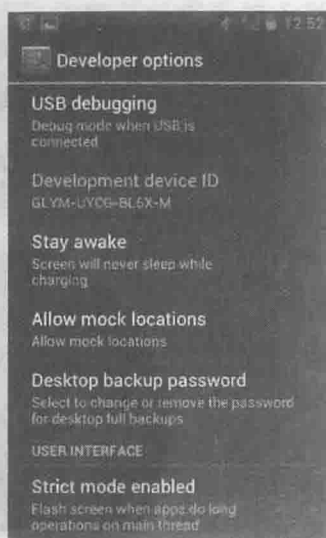 12:52
Developer options
USB debugging
Debug mode when USB is
connected
Development device ID
Stay awake
Screen will never sleep while
charging
Allow mock locations
Allow mock locations
Desktop backup password
Select to change or remove the password
for desktop full backups
USER INTERFACE
Strict mode enabled
Flash screen when apps do long
operations on main thread